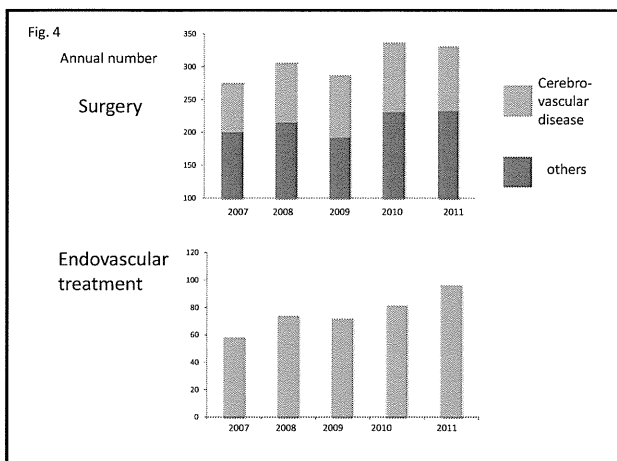 Fig. 4
Annual number
Surgery
350
300
250
200
150
100
2007 2008 2009 2010 2011
Cerebro-
vascular
disease
others
Endovascular
treatment
120
100
80
60
40
20
0
2007 2008 2009 2010 2011